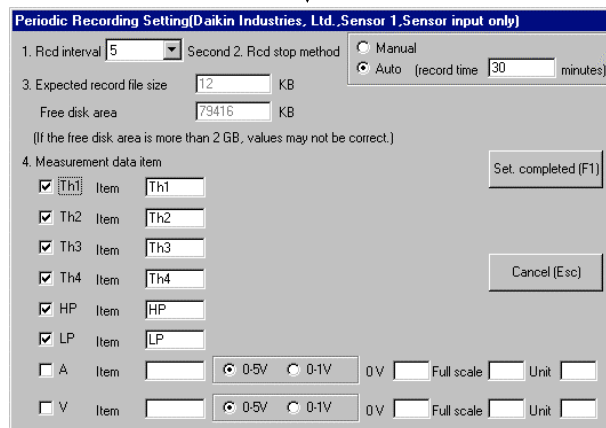 Periodic Recording Setting(Daikin Industries, Ltd.,Sensor 1,Sensor input only)
1. Rcd interval 5 Second 2. Rcd stop method Manual
Auto (record time 30 minutes)
3. Expected record file size 12 KB
Free disk area 79416 KB
(If the free disk area is more than 2 GB, values may not be correct.)
4. Measurement data item
Set. completed (F1)
Th1 Item Th1
Th2 Item Th2
Th3 Item Th3
Th4 Item Th4
Cancel (Esc)
HP Item HP
LP Item LP
A Item 0-5V 0-1V 0 V Full scale Unit
V Item 0-5V 0-1V 0 V Full scale Unit